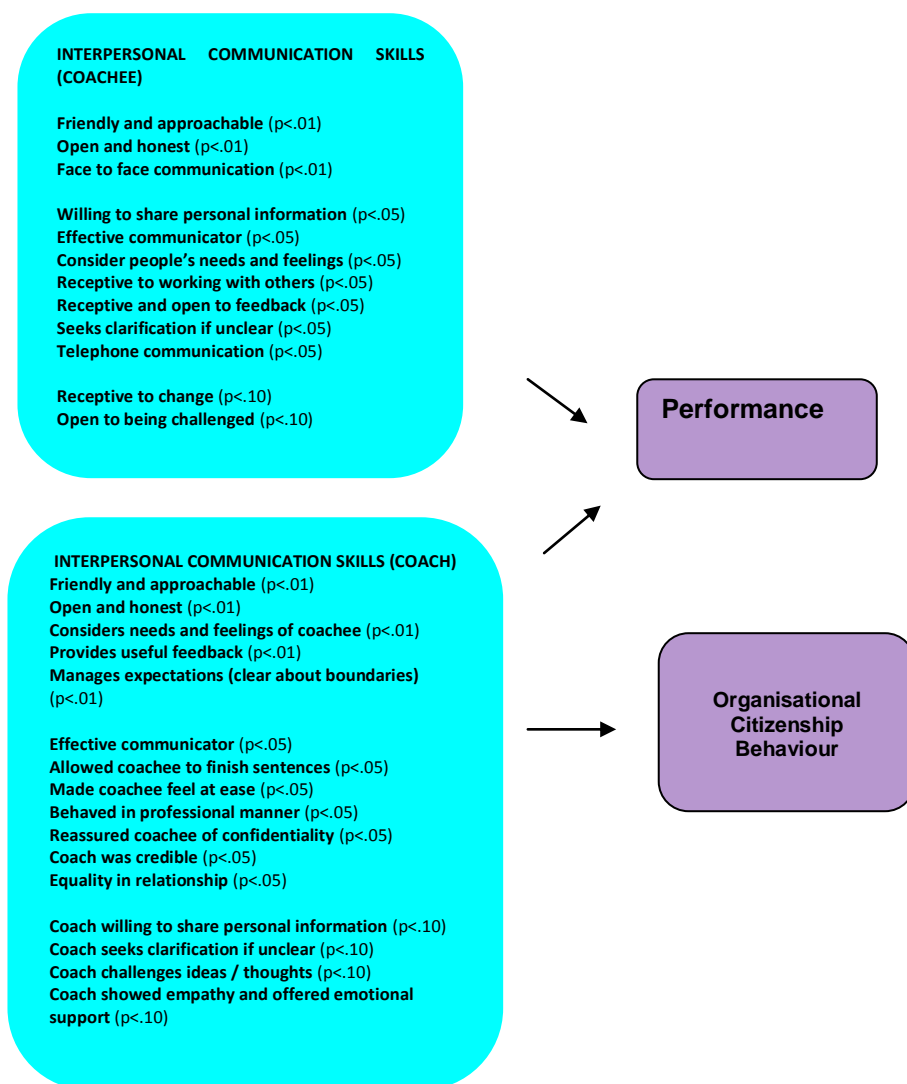 INTERPERSONAL COMMUNICATION SKILLS
(COACHEE)
Friendly and approachable (p<.01)
Open and honest (p<.01)
Face to face communication (p<.01)
Willing to share personal information (p<.05)
Effective communicator (p<.05)
Consider people's needs and feelings (p<.05)
Receptive to working with others (p<.05)
Receptive and open to feedback (p<.05)
Seeks clarification if unclear (p<.05)
Telephone communication (p<.05)
Receptive to change (p<.10)
Open to being challenged (p<.10)
Performance
INTERPERSONAL COMMUNICATION SKILLS (COACH)
Friendly and approachable (p<.01)
Open and honest (p<.01)
Considers needs and feelings of coachee (p<.01)
Provides useful feedback (p<.01)
Manages expectations (clear about boundaries)
(p<.01)
Effective communicator (p<.05)
Allowed coachee to finish sentences (p<.05)
Made coachee feel at ease (p<.05)
Behaved in professional manner (p<.05)
Reassured coachee of confidentiality (p<.05)
Coach was credible (p<.05)
Equality in relationship (p<.05)
Coach willing to share personal information (p<.10)
Coach seeks clarification if unclear (p<.10)
Coach challenges ideas / thoughts (p<.10)
Coach showed empathy and offered emotional
support (p<.10)
Organisational
Citizenship
Behaviour